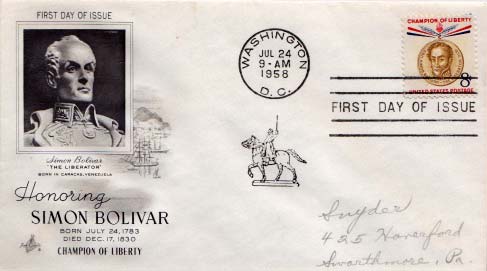 FIRST DAY OF ISSUE
Simon Bolivar
"THE LIBERATOR"
BORN IN CARACAS, VENEZUELA
Honoring
SIMON BOLIVAR
BORN JULY 24, 1783
DIED DEC. 17, 1830
CHAMPION OF LIBERTY
ArtCraft
WASHINGTON
JUL 24
9-AM
1958
D.C.
CHAMPION OF LIBERTY
8c
UNITED STATES POSTAGE
FIRST DAY OF ISSUE
Snyder
425 Haverford
Swarthmore, Pa.